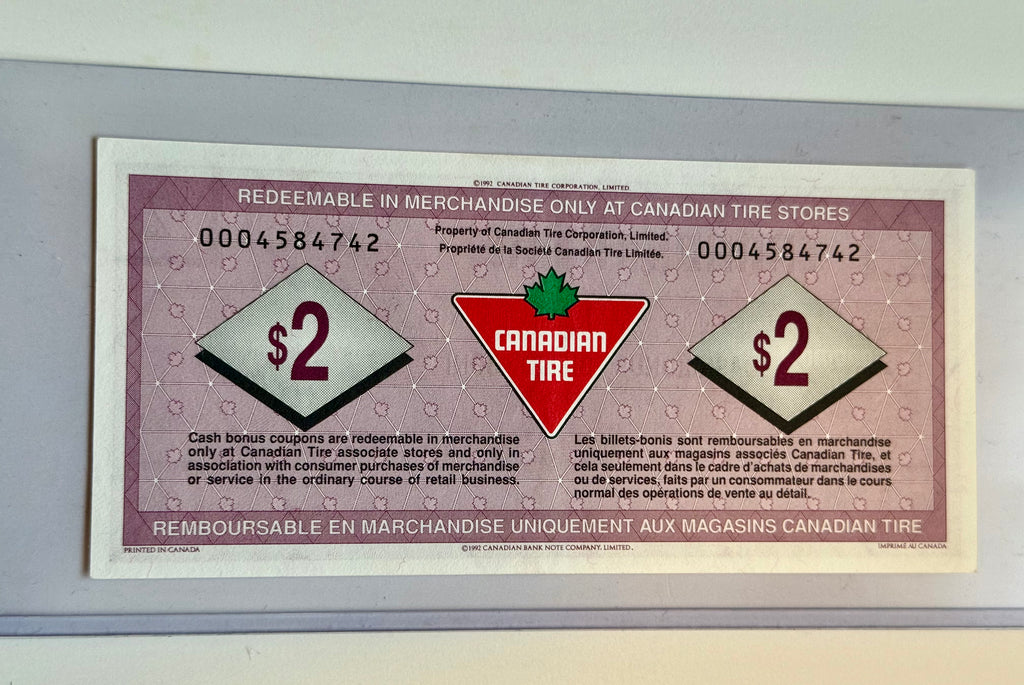 ©1992 CANADIAN TIRE CORPORATION, LIMITED
REDEEMABLE IN MERCHANDISE ONLY AT CANADIAN TIRE STORES
0004584742
Property of Canadian Tire Corporation, Limited.
Propriété de la Société Canadian Tire Limitée.
0004584742
$2
CANADIAN
TIRE
$2
Cash bonus coupons are redeemable in merchandise
only at Canadian Tire associate stores and only in
association with consumer purchases of merchandise
or service in the ordinary course of retail business.
Les billets-bonis sont remboursables en marchandise
uniquement aux magasins associés Canadian Tire, et
cela seulement dans le cadre d'achats de marchandises
ou de services, faits par un consommateur dans le cours
normal des opérations de vente au détail.
REMBOURSABLE EN MARCHANDISE UNIQUEMENT AUX MAGASINS CANADIAN TIRE
PRINTED IN CANADA
©1992 CANADIAN BANK NOTE COMPANY, LIMITED.
IMPRIMÉ AU CANADA